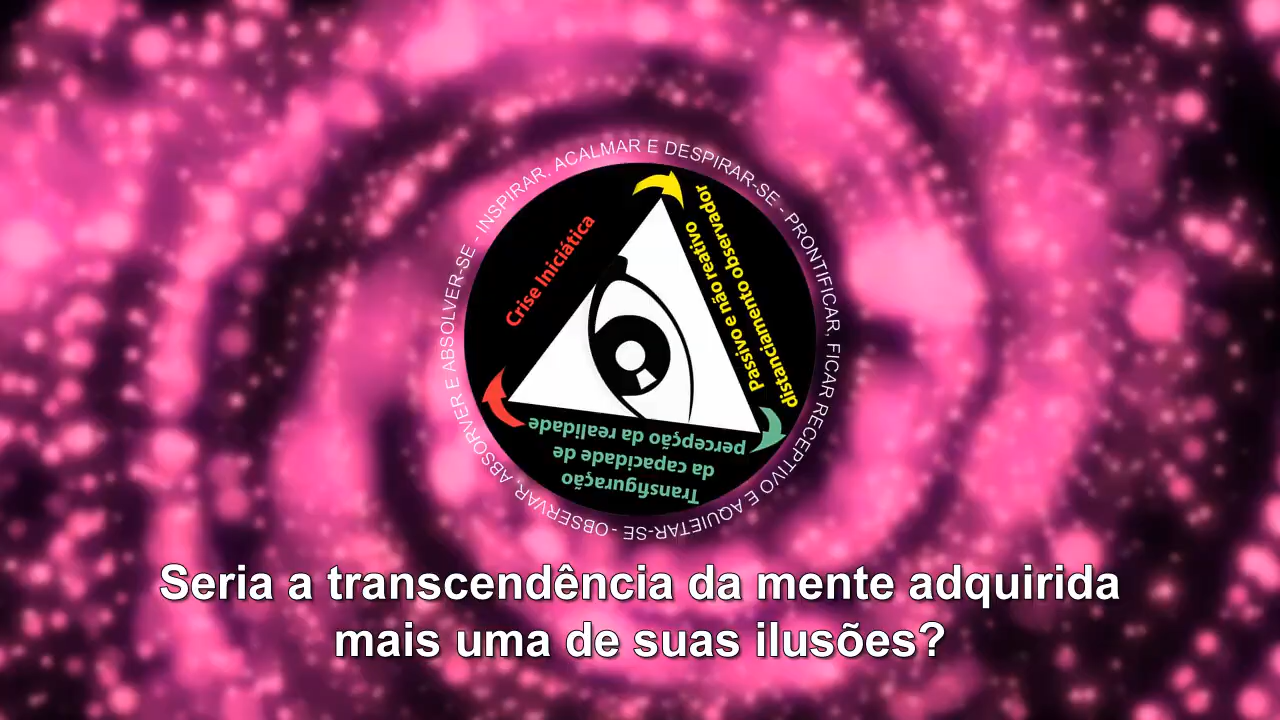 INSPIRAR, ACALMAR E DESPIRAR-SE - PRONTIFICAR, FICAR RECEPTIVO E AQUIETAR-SE - OBSERVAR, ABSORVER E ABSOLVER-SE -
Crise Iniciática
Passivo e não reativo
distanciamento observador
Transfiguração
da capacidade de
percepção da realidade
Seria a transcendência da mente adquirida
mais uma de suas ilusões?